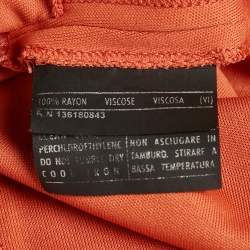 100% RAYON VISCOSE VISCOSA (VI)
RN 136180843
PERCHLOROETHYLENE
DO NOT TUMBLE DRY
COOL IRON
NON ASCIUGARE IN
TAMBURO. STIRARE A
BASSA TEMPERATURA